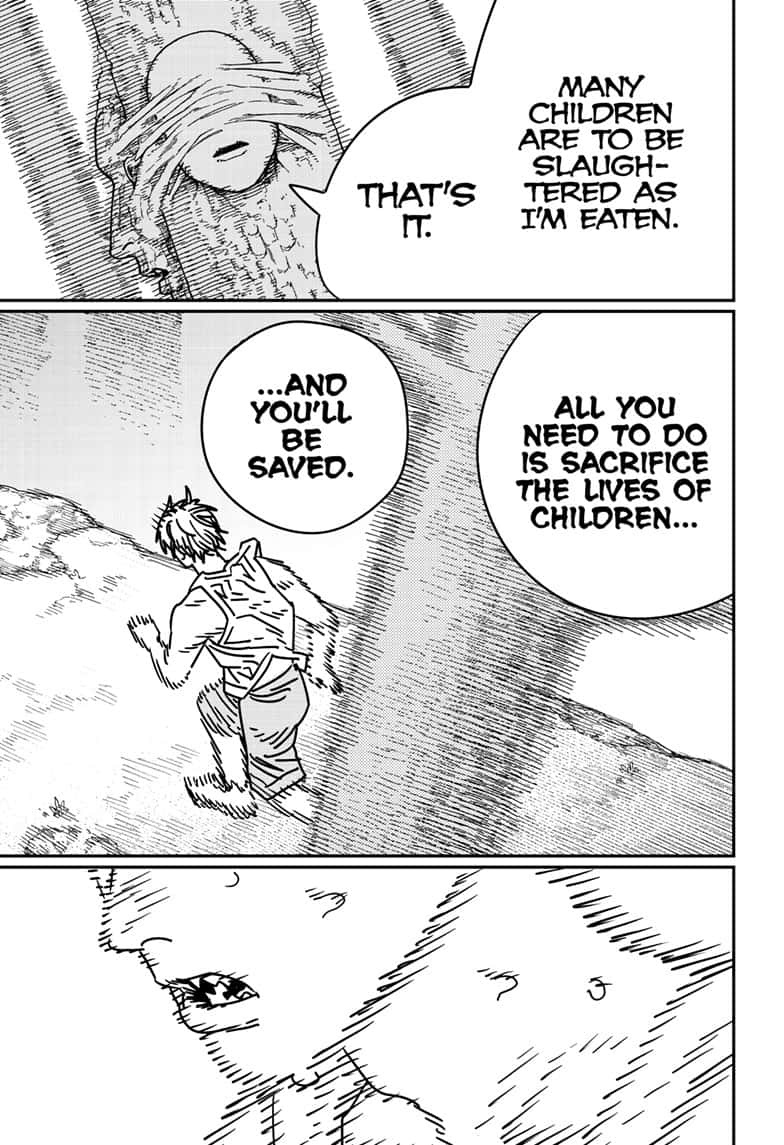 MANY
CHILDREN
ARE TO BE
SLAUGH-
TERED AS
I'M EATEN.
THAT'S
IT.
ALL YOU
NEED TO DO
IS SACRIFICE
THE LIVES OF
CHILDREN...
...AND
YOU'LL
BE
SAVED.